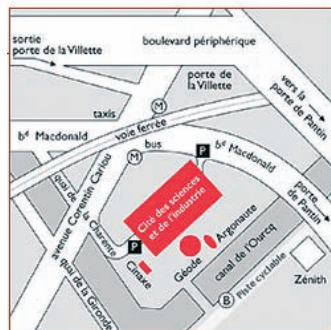 sortie
porte de la Villette
boulevard périphérique
vers la
porte de Pantin
porte de
la Villette
taxis
M
voie ferrée
bd Macdonald
bus
M
P
bd Macdonald
porte
de Pantin
quai de
la Charente
avenue Corentin Cariou
Cité des sciences
et de l'industrie
P
Cinaxe
Géode
Argonaute
canal de l'Ourcq
Piste cyclable
Zénith
B
quai de la Gironde